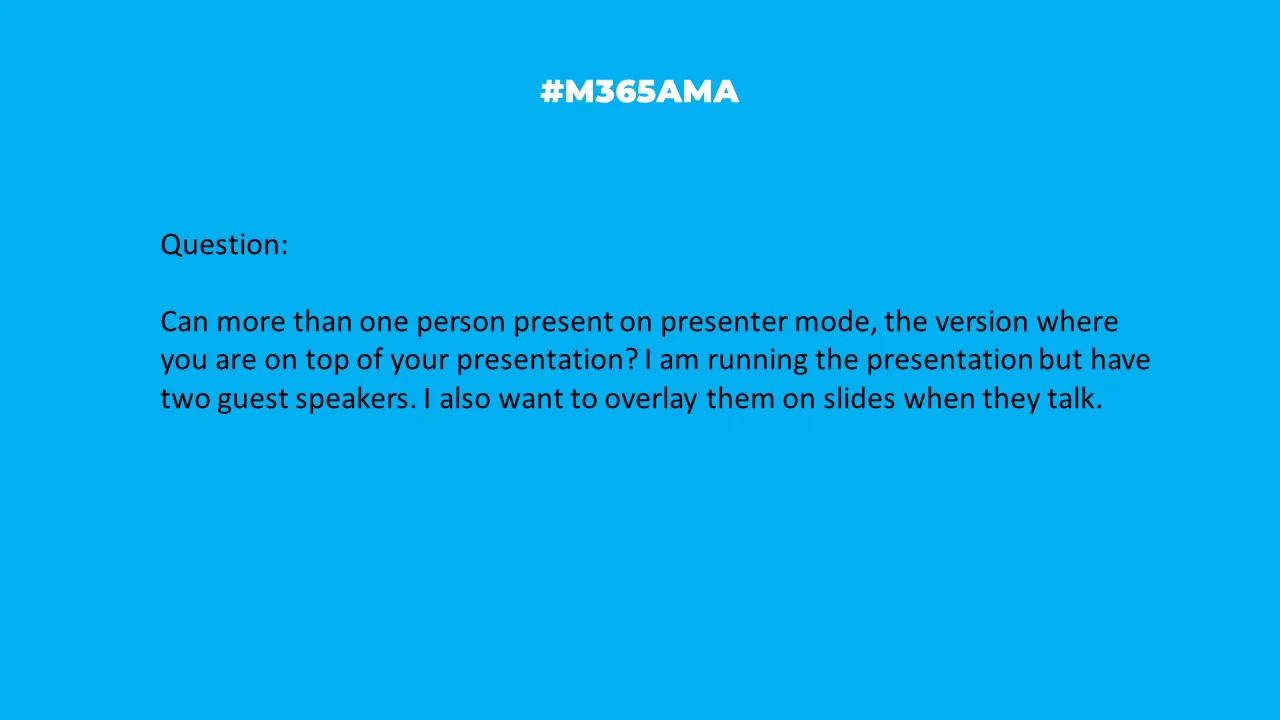 #M365AMA
Question:
Can more than one person present on presenter mode, the version where
you are on top of your presentation? I am running the presentation but have
two guest speakers. I also want to overlay them on slides when they talk.